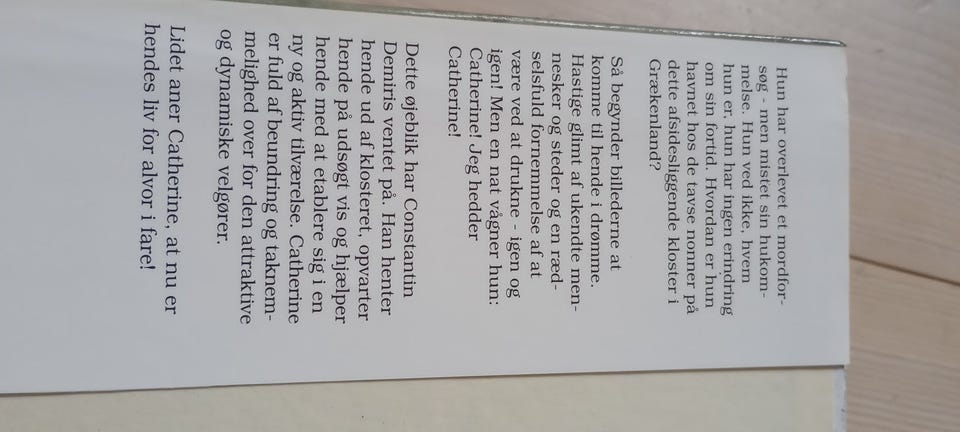 Hun har overlevet et mordfor-
søg - men mistet sin hukom-
melse. Hun ved ikke, hvem
hun er, hun har ingen erindring
om sin fortid. Hvordan er hun
havnet hos de tavse nonner på
dette afsidesliggende kloster i
Grækenland?
Så begynder billederne at
komme til hende i drømme.
Hastige glimt af ukendte men-
nesker og steder og en ræd-
selsfuld fornemmelse af at
være ved at drukne - igen og
igen! Men en nat vågner hun:
Catherine! Jeg hedder
Catherine!
Dette øjeblik har Constantin
Demiris ventet på. Han henter
hende ud af klosteret, opvarter
hende på udsøgt vis og hjælper
hende med at etablere sig i en
ny og aktiv tilværelse. Catherine
er fuld af beundring og taknem-
melighed over for den attraktive
og dynamiske velgører.
Lidet aner Catherine, at nu er
hendes liv for alvor i fare!